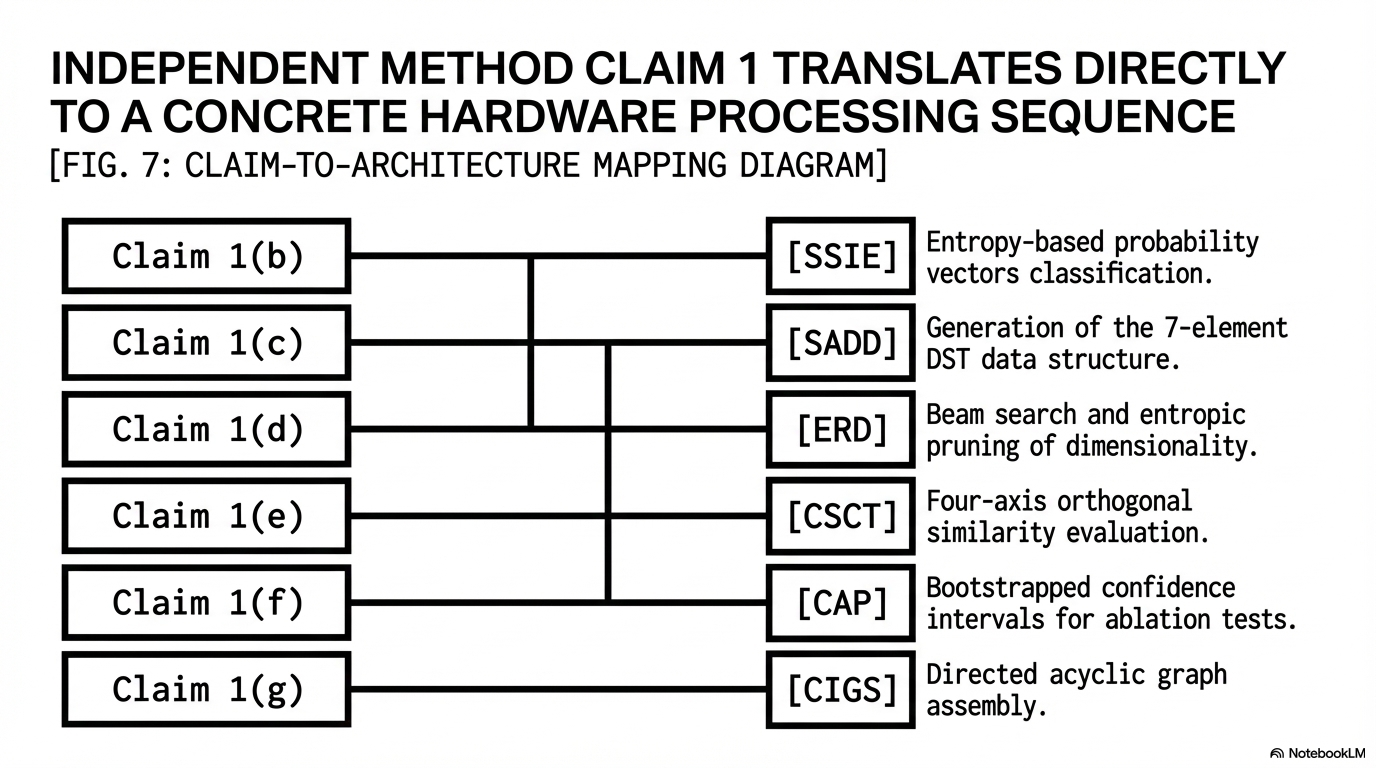 INDEPENDENT METHOD CLAIM 1 TRANSLATES DIRECTLY
TO A CONCRETE HARDWARE PROCESSING SEQUENCE
[FIG. 7: CLAIM-TO-ARCHITECTURE MAPPING DIAGRAM]
Claim 1(b)
[SSIE]
Entropy-based probability
vectors classification.
Claim 1(c)
[SADD]
Generation of the 7-element
DST data structure.
Claim 1(d)
[ERD]
Beam search and entropic
pruning of dimensionality.
Claim 1(e)
[CSCT]
Four-axis orthogonal
similarity evaluation.
Claim 1(f)
[CAP]
Bootstrapped confidence
intervals for ablation tests.
Claim 1(g)
[CIGS]
Directed acyclic graph
assembly.
NotebookLM